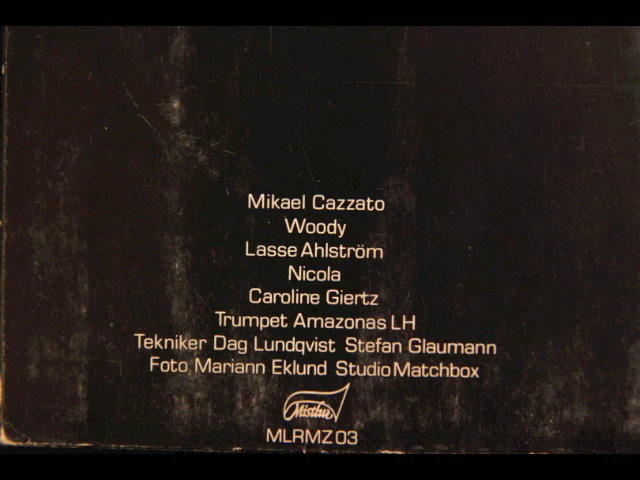 Mikael Cazzato
Woody
Lasse Ahlström
Nicola
Caroline Giertz
Trumpet Amazonas LH
Tekniker Dag Lundqvist Stefan Glaumann
Foto Mariann Eklund Studio Matchbox
Mistlur
MLRMZ 03